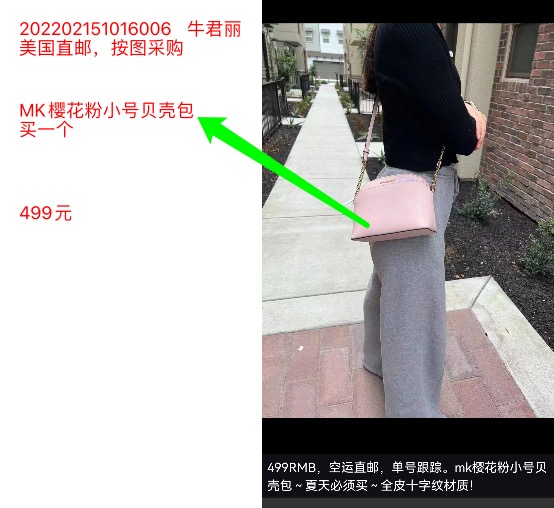 202202151016006 牛君丽
美国直邮，按图采购
MK樱花粉小号贝壳包
买一个
499元
499RMB，空运直邮，单号跟踪。mk樱花粉小号贝
壳包～夏天必须买～全皮十字纹材质！